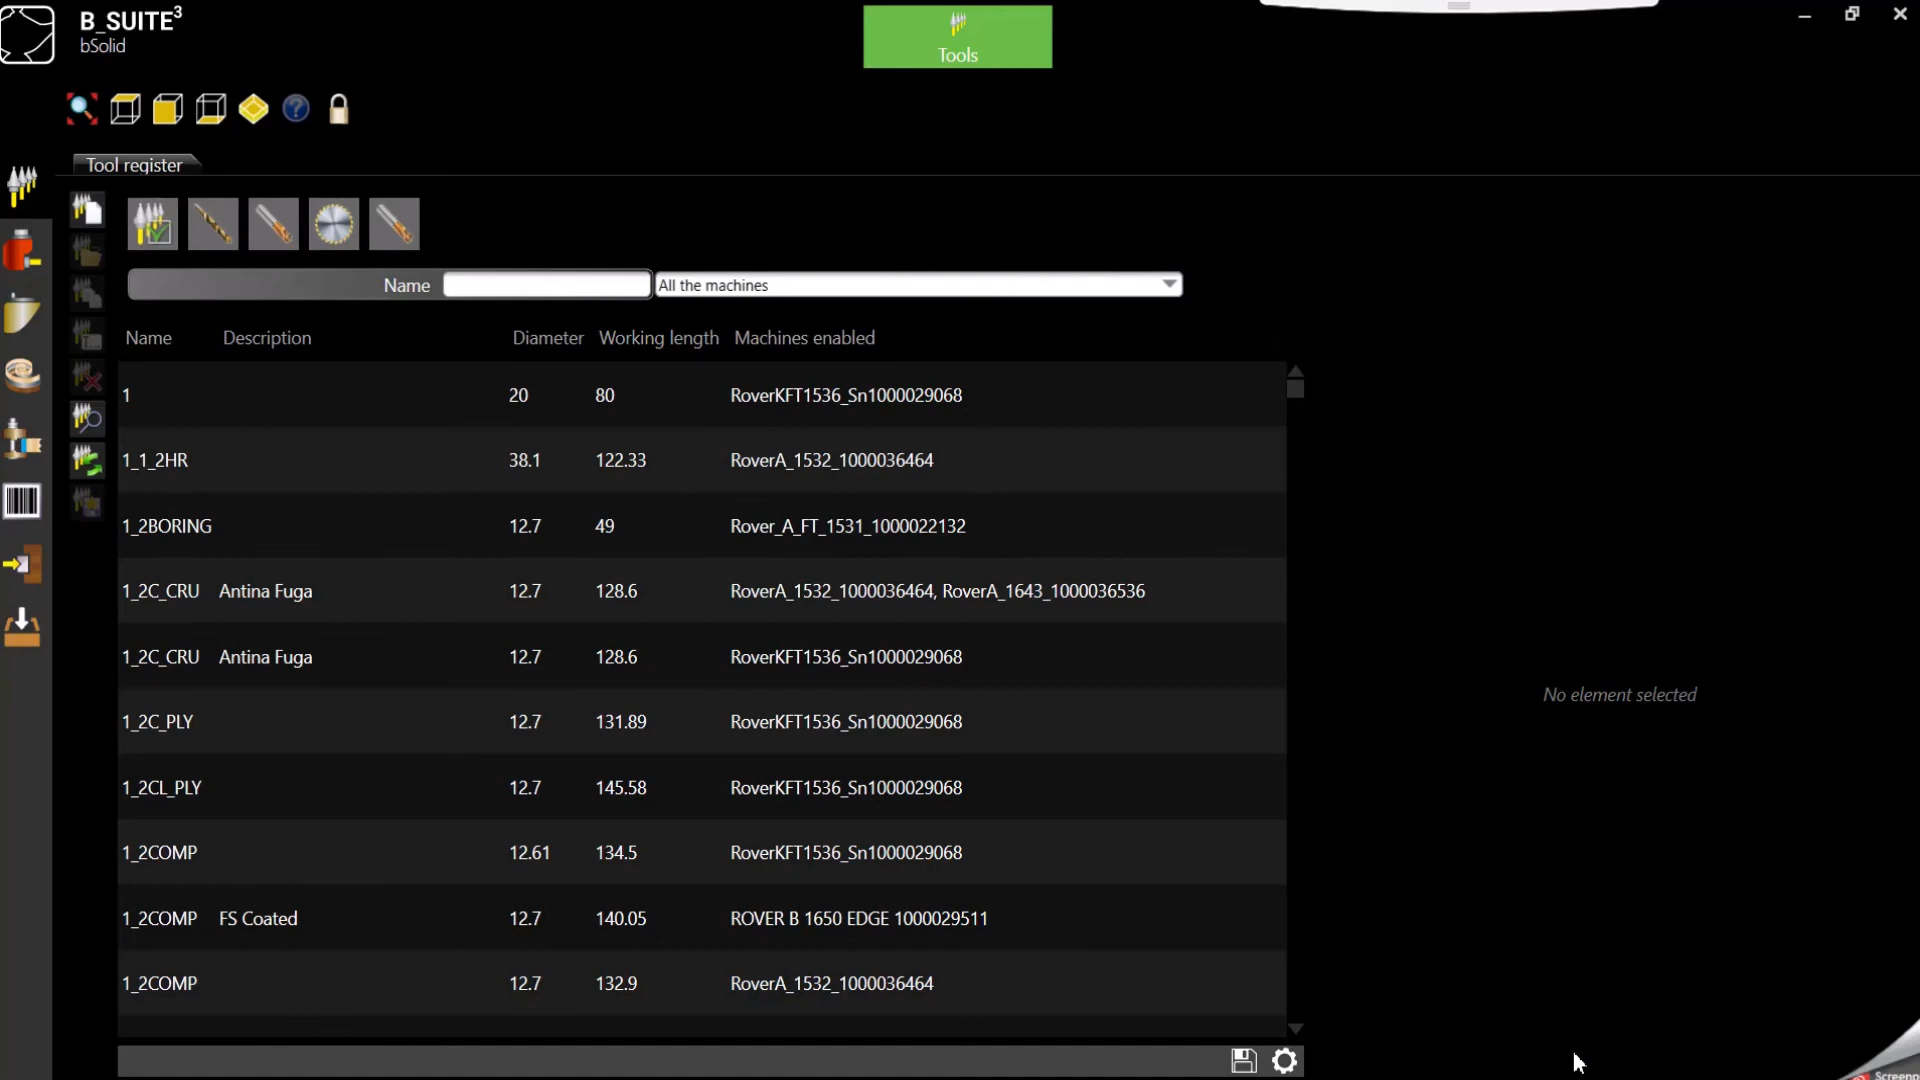 B_SUITE³
bSolid
Tools
Tool register
Name
All the machines
Name Description Diameter Working length Machines enabled
1 20 80 RoverKFT1536_Sn1000029068
1_1_2HR 38.1 122.33 RoverA_1532_1000036464
1_2BORING 12.7 49 Rover_A_FT_1531_1000022132
1_2C_CRU Antina Fuga 12.7 128.6 RoverA_1532_1000036464, RoverA_1643_1000036536
1_2C_CRU Antina Fuga 12.7 128.6 RoverKFT1536_Sn1000029068
1_2C_PLY 12.7 131.89 RoverKFT1536_Sn1000029068
1_2CL_PLY 12.7 145.58 RoverKFT1536_Sn1000029068
1_2COMP 12.61 134.5 RoverKFT1536_Sn1000029068
1_2COMP FS Coated 12.7 140.05 ROVER B 1650 EDGE 1000029511
1_2COMP 12.7 132.9 RoverA_1532_1000036464
No element selected